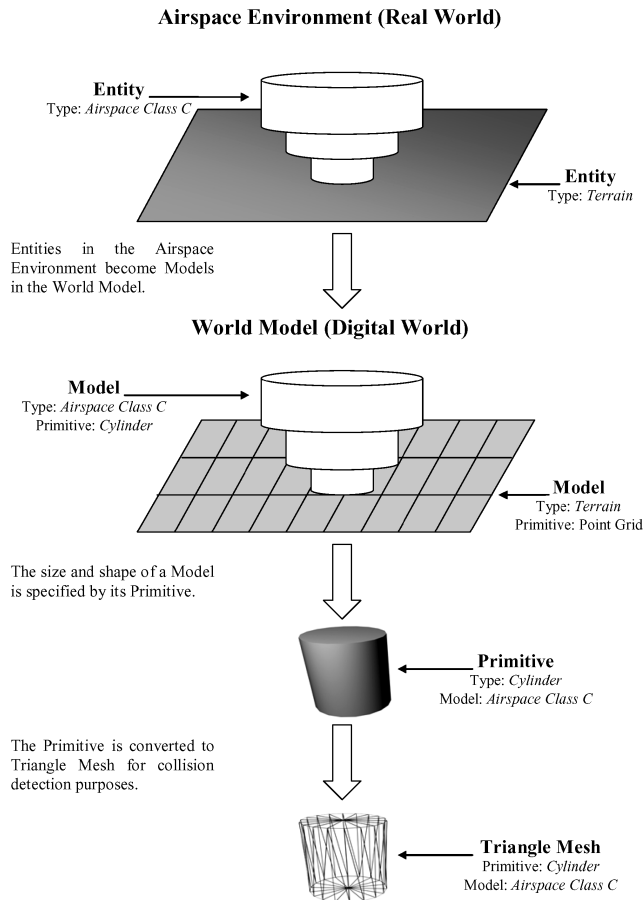 Airspace Environment (Real World)
Entity
Type: Airspace Class C
Entity
Type: Terrain
Entities in the Airspace
Environment become Models
in the World Model.
World Model (Digital World)
Model
Type: Airspace Class C
Primitive: Cylinder
Model
Type: Terrain
Primitive: Point Grid
The size and shape of a Model
is specified by its Primitive.
Primitive
Type: Cylinder
Model: Airspace Class C
The Primitive is converted to
Triangle Mesh for collision
detection purposes.
Triangle Mesh
Primitive: Cylinder
Model: Airspace Class C